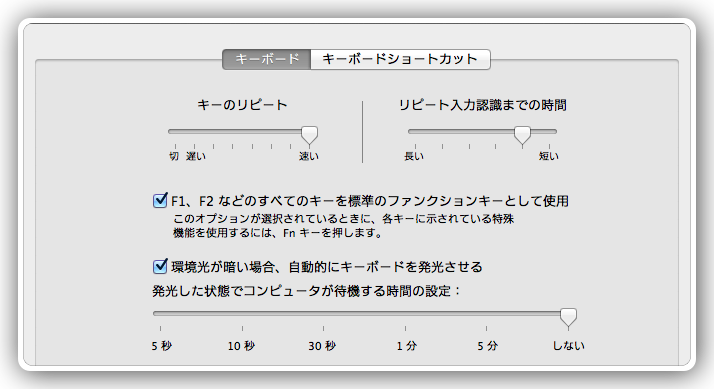 キーボード キーボードショートカット
キーのリピート リピート入力認識までの時間
切 遅い 速い 長い 短い
F1、F2 などのすべてのキーを標準のファンクションキーとして使用
このオプションが選択されているときに、各キーに示されている特殊
機能を使用するには、Fn キーを押します。
環境光が暗い場合、自動的にキーボードを発光させる
発光した状態でコンピュータが待機する時間の設定：
5 秒 10 秒 30 秒 1 分 5 分 しない